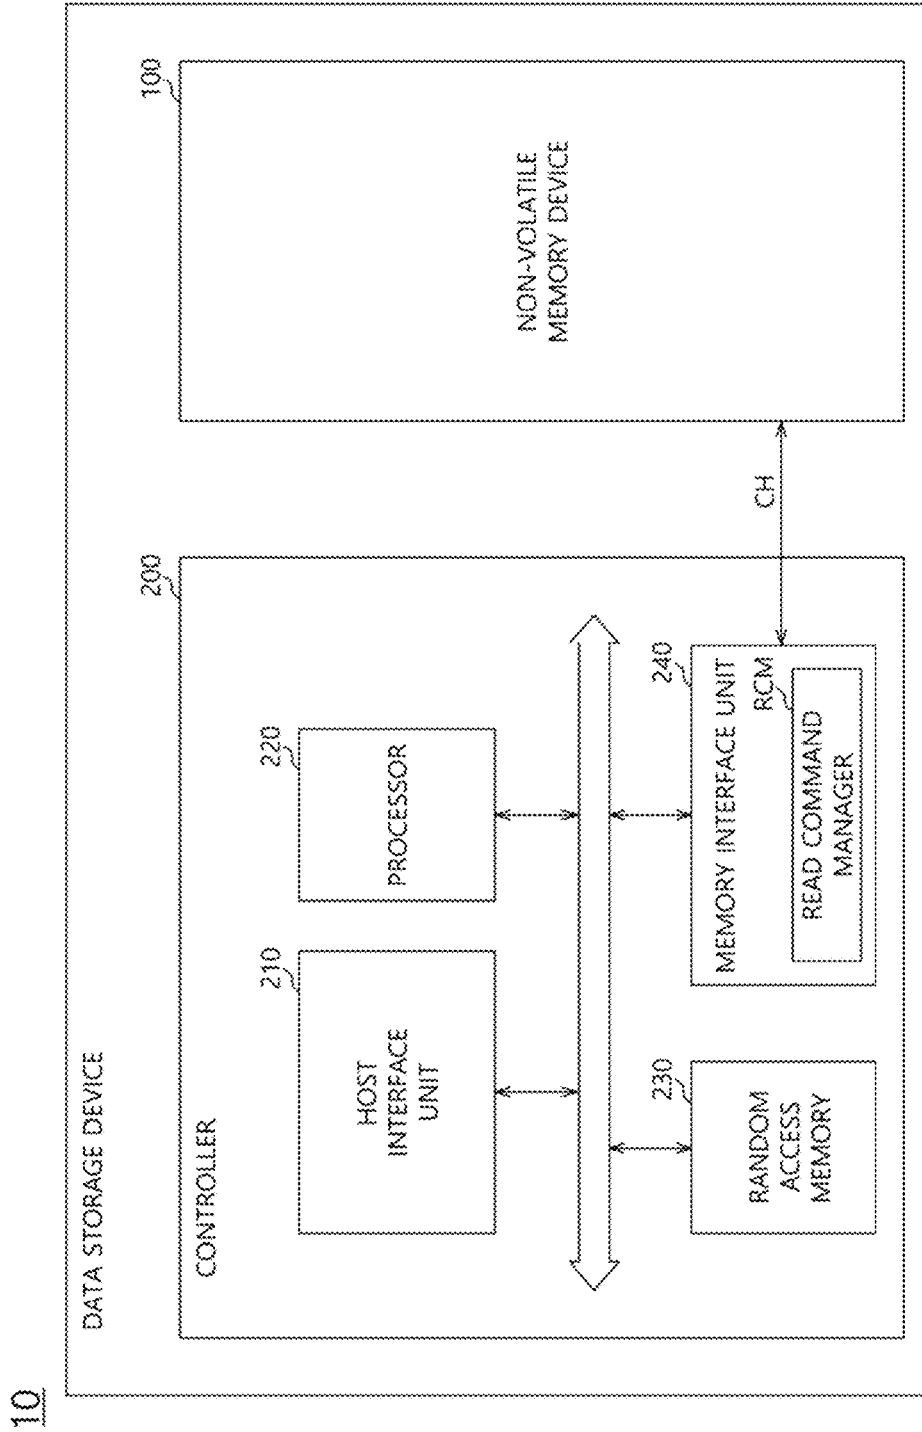 10
DATA STORAGE DEVICE
200
100
CONTROLLER
210
220
HOST
INTERFACE
UNIT
PROCESSOR
NON-VOLATILE
MEMORY DEVICE
230
240
RANDOM
ACCESS
MEMORY
MEMORY INTERFACE UNIT
RCM
READ COMMAND
MANAGER
CH